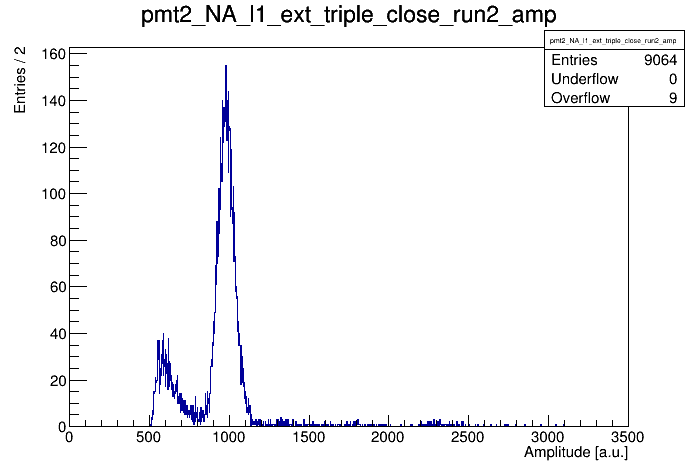 pmt2_NA_l1_ext_triple_close_run2_amp
pmt2_NA_l1_ext_triple_close_run2_amp
Entries 9064
Underflow 0
Overflow 9
Entries / 2
160
140
120
100
80
60
40
20
0
0 500 1000 1500 2000 2500 3000 3500
Amplitude [a.u.]